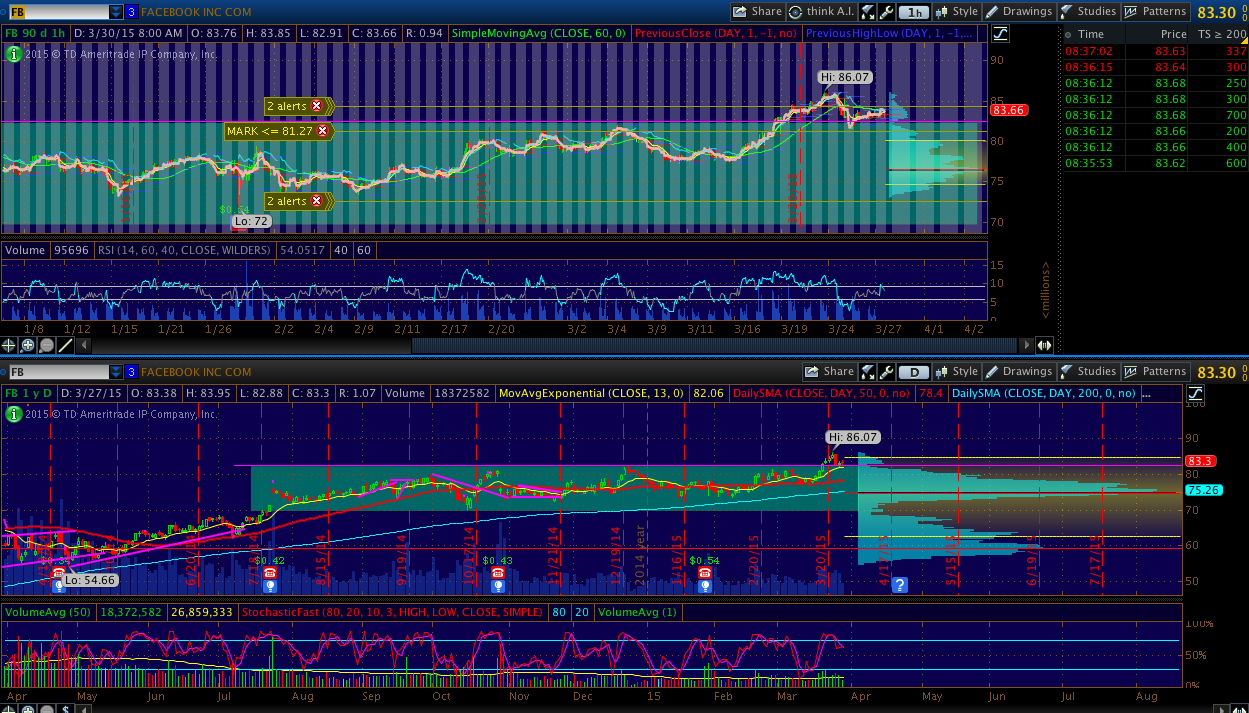 FB 3 FACEBOOK INC COM Share think A.I. 1h Style Drawings Studies Patterns 83.30 0 0
FB 90 d 1h D: 3/30/15 8:00 AM O: 83.76 H: 83.85 L: 82.91 C: 83.66 R: 0.94 SimpleMovingAvg (CLOSE, 60, 0) PreviousClose (DAY, 1, -1, no) PreviousHighLow (DAY, 1, -1,...
Time Price TS ≥ 200
2015 © TD Ameritrade IP Company, Inc.
08:37:02 83.63 337
08:36:15 83.64 300
08:36:12 83.68 250
08:36:12 83.68 300
08:36:12 83.68 700
08:36:12 83.66 200
08:36:12 83.66 400
08:35:53 83.62 600
90
Hi: 86.07
85
2 alerts
83.66
MARK <= 81.27
80
75
2 alerts
3/20/15
Lo: 72
70
Volume 95696 RSI (14, 60, 40, CLOSE, WILDERS) 54.0517 40 60
15
10
5
0
<millions>
1/8 1/12 1/15 1/21 1/26 2/2 2/4 2/9 2/11 2/17 2/20 3/2 3/4 3/9 3/11 3/16 3/19 3/24 3/27 4/1 4/2
FB 3 FACEBOOK INC COM Share D Style Drawings Studies Patterns 83.30 0 0
FB 1 y D D: 3/27/15 O: 83.38 H: 83.95 L: 82.88 C: 83.3 R: 1.07 Volume 18372582 MovAvgExponential (CLOSE, 13, 0) 82.06 DailySMA (CLOSE, DAY, 50, 0, no) 78.4 DailySMA (CLOSE, DAY, 200, 0, no) ...
2015 © TD Ameritrade IP Company, Inc.
100
Hi: 86.07
90
83.3
80
75.26
70
60
50
6/20/14 8/15/14 9/19/14 10/17/14 11/21/14 12/19/14 2014 year 1/16/15 2/20/15 3/20/15 5/15/15 6/19/15 7/17/15
$0.42 $0.43 $0.54
Lo: 54.66
?
VolumeAvg (50) 18,372,582 26,859,333 StochasticFast (80, 20, 10, 3, HIGH, LOW, CLOSE, SIMPLE) 80 20 VolumeAvg (1)
100%
50%
0%
Apr May Jun Jul Aug Sep Oct Nov Dec 15 Feb Mar Apr May Jun Jul Aug
$